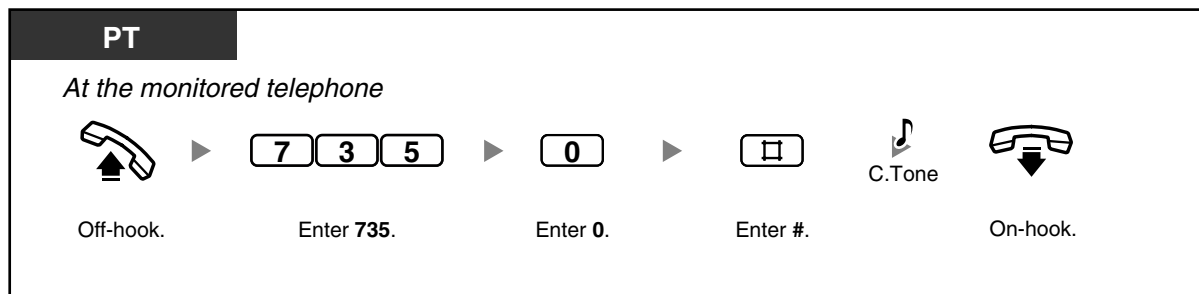 PT
At the monitored telephone
7 3 5 0 #
C.Tone
Off-hook. Enter 735. Enter 0. Enter #. On-hook.